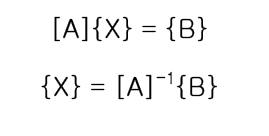 [A]{X} = {B}
{X} = [A]⁻¹{B}